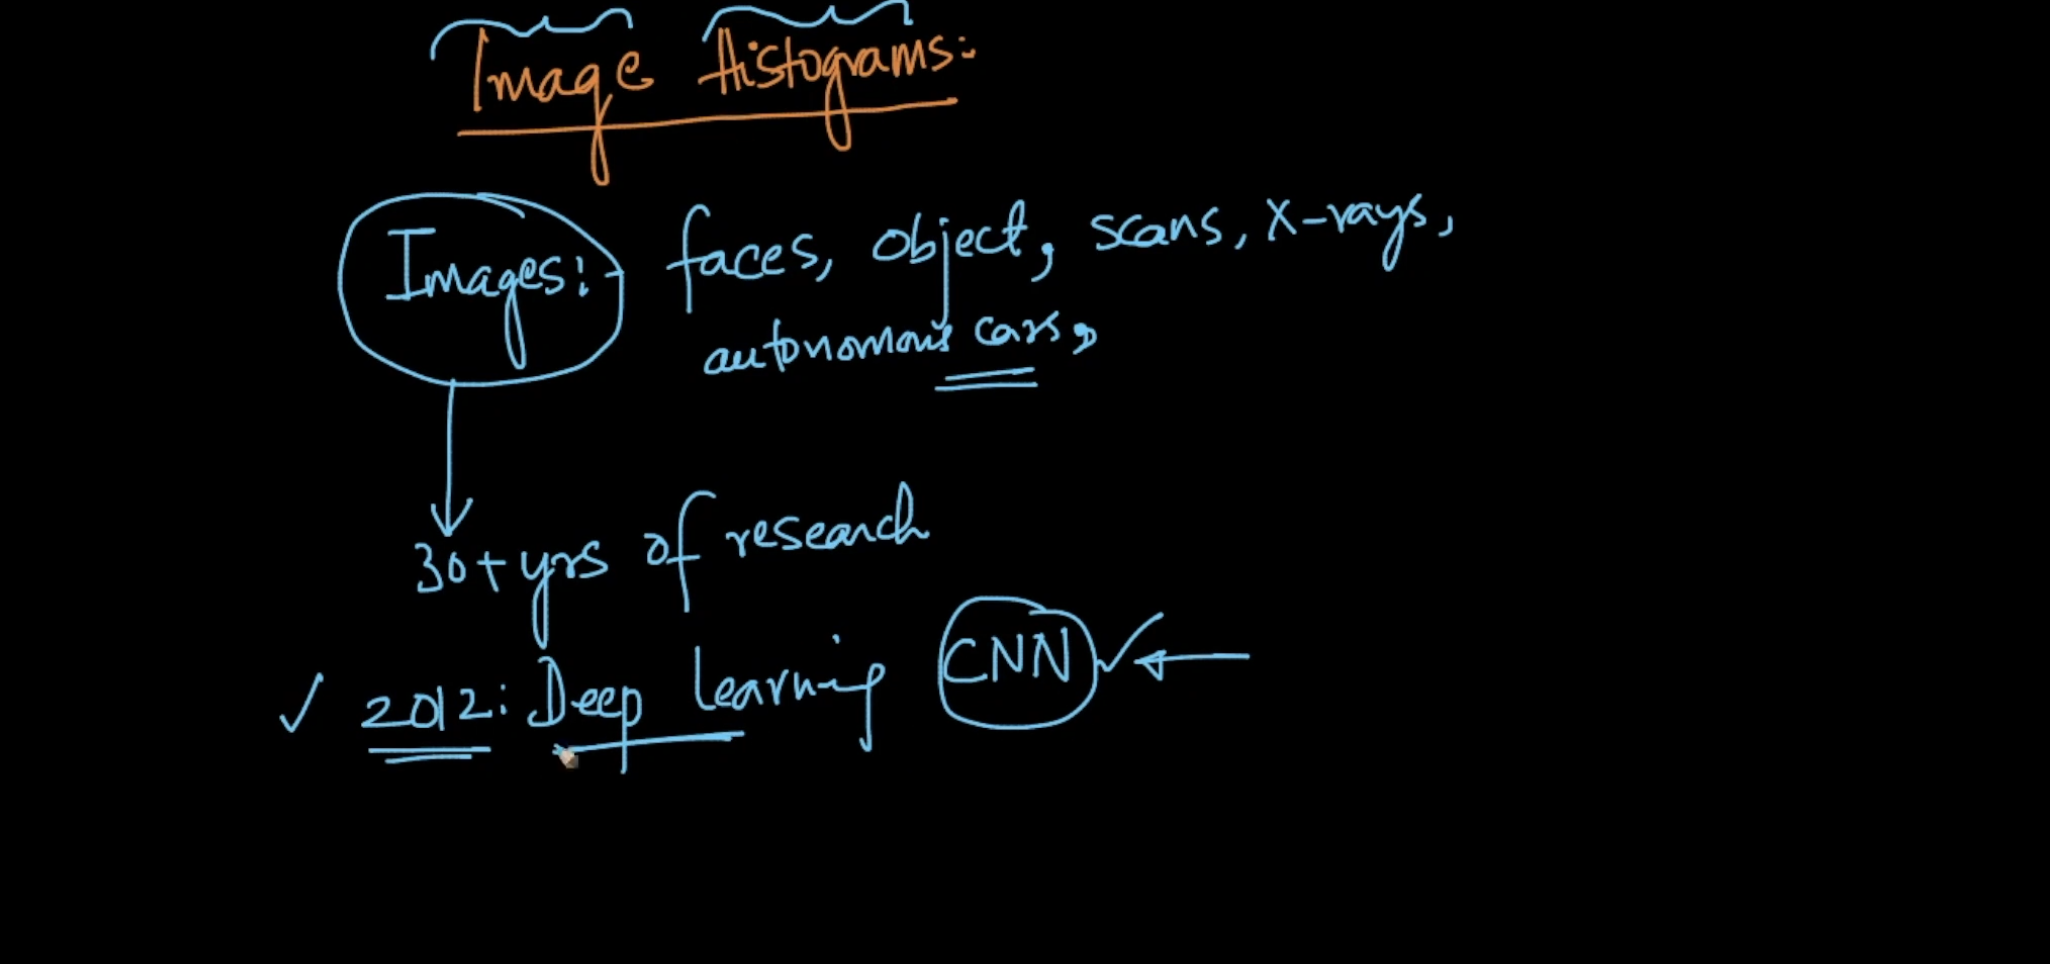 Image Histograms:
Images:- faces, object, scans, X-rays,
autonomous cars,
30+ yrs of research
2012: Deep learning CNN